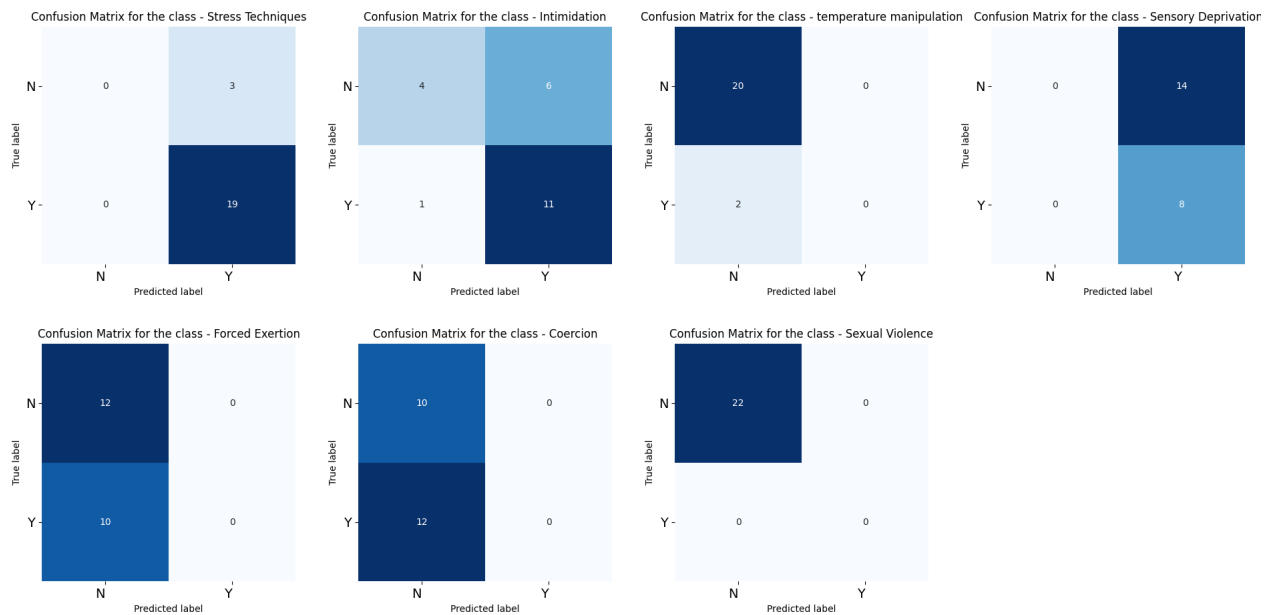 Confusion Matrix for the class - Stress Techniques
N
0
3
True label
Y
0
19
N
Y
Predicted label
Confusion Matrix for the class - Intimidation
N
4
6
True label
Y
1
11
N
Y
Predicted label
Confusion Matrix for the class - temperature manipulation
N
20
0
True label
Y
2
0
N
Y
Predicted label
Confusion Matrix for the class - Sensory Deprivation
N
0
14
True label
Y
0
8
N
Y
Predicted label
Confusion Matrix for the class - Forced Exertion
N
12
0
True label
Y
10
0
N
Y
Predicted label
Confusion Matrix for the class - Coercion
N
10
0
True label
Y
12
0
N
Y
Predicted label
Confusion Matrix for the class - Sexual Violence
N
22
0
True label
Y
0
0
N
Y
Predicted label